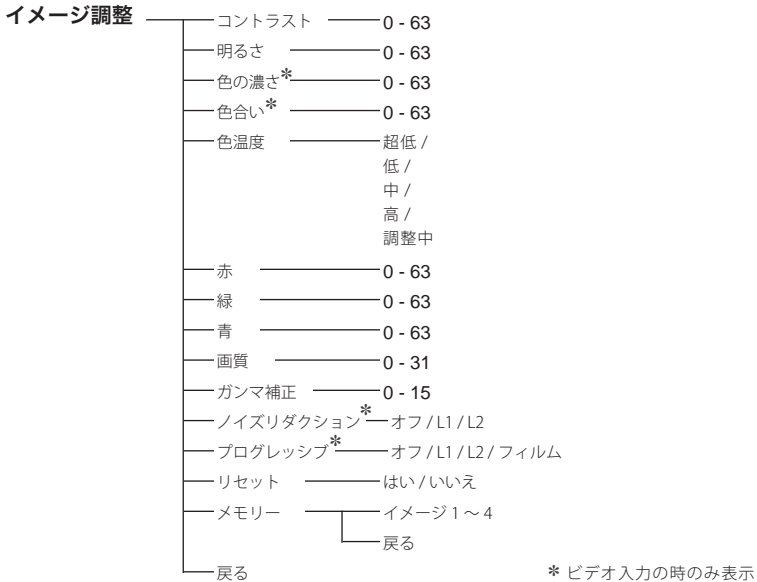 イメージ調整
コントラスト 0 - 63
明るさ 0 - 63
色の濃さ＊ 0 - 63
色合い＊ 0 - 63
色温度 超低 /
低 /
中 /
高 /
調整中
赤 0 - 63
緑 0 - 63
青 0 - 63
画質 0 - 31
ガンマ補正 0 - 15
ノイズリダクション＊ オフ / L1 / L2
プログレッシブ＊ オフ / L1 / L2 / フィルム
リセット はい / いいえ
メモリー イメージ 1 〜 4
戻る
戻る
＊ ビデオ入力の時のみ表示